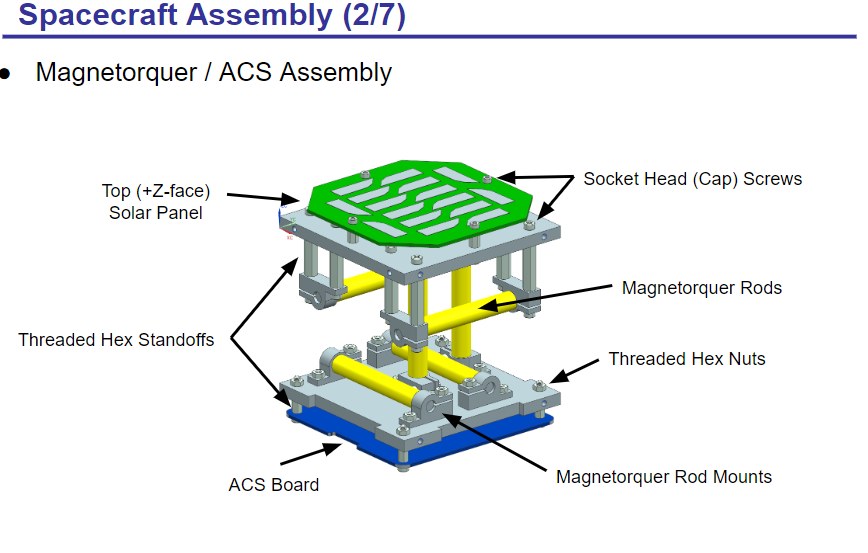 Spacecraft Assembly (2/7)
● Magnetorquer / ACS Assembly
Top (+Z-face)
Solar Panel
Socket Head (Cap) Screws
Magnetorquer Rods
Threaded Hex Standoffs
Threaded Hex Nuts
ACS Board
Magnetorquer Rod Mounts